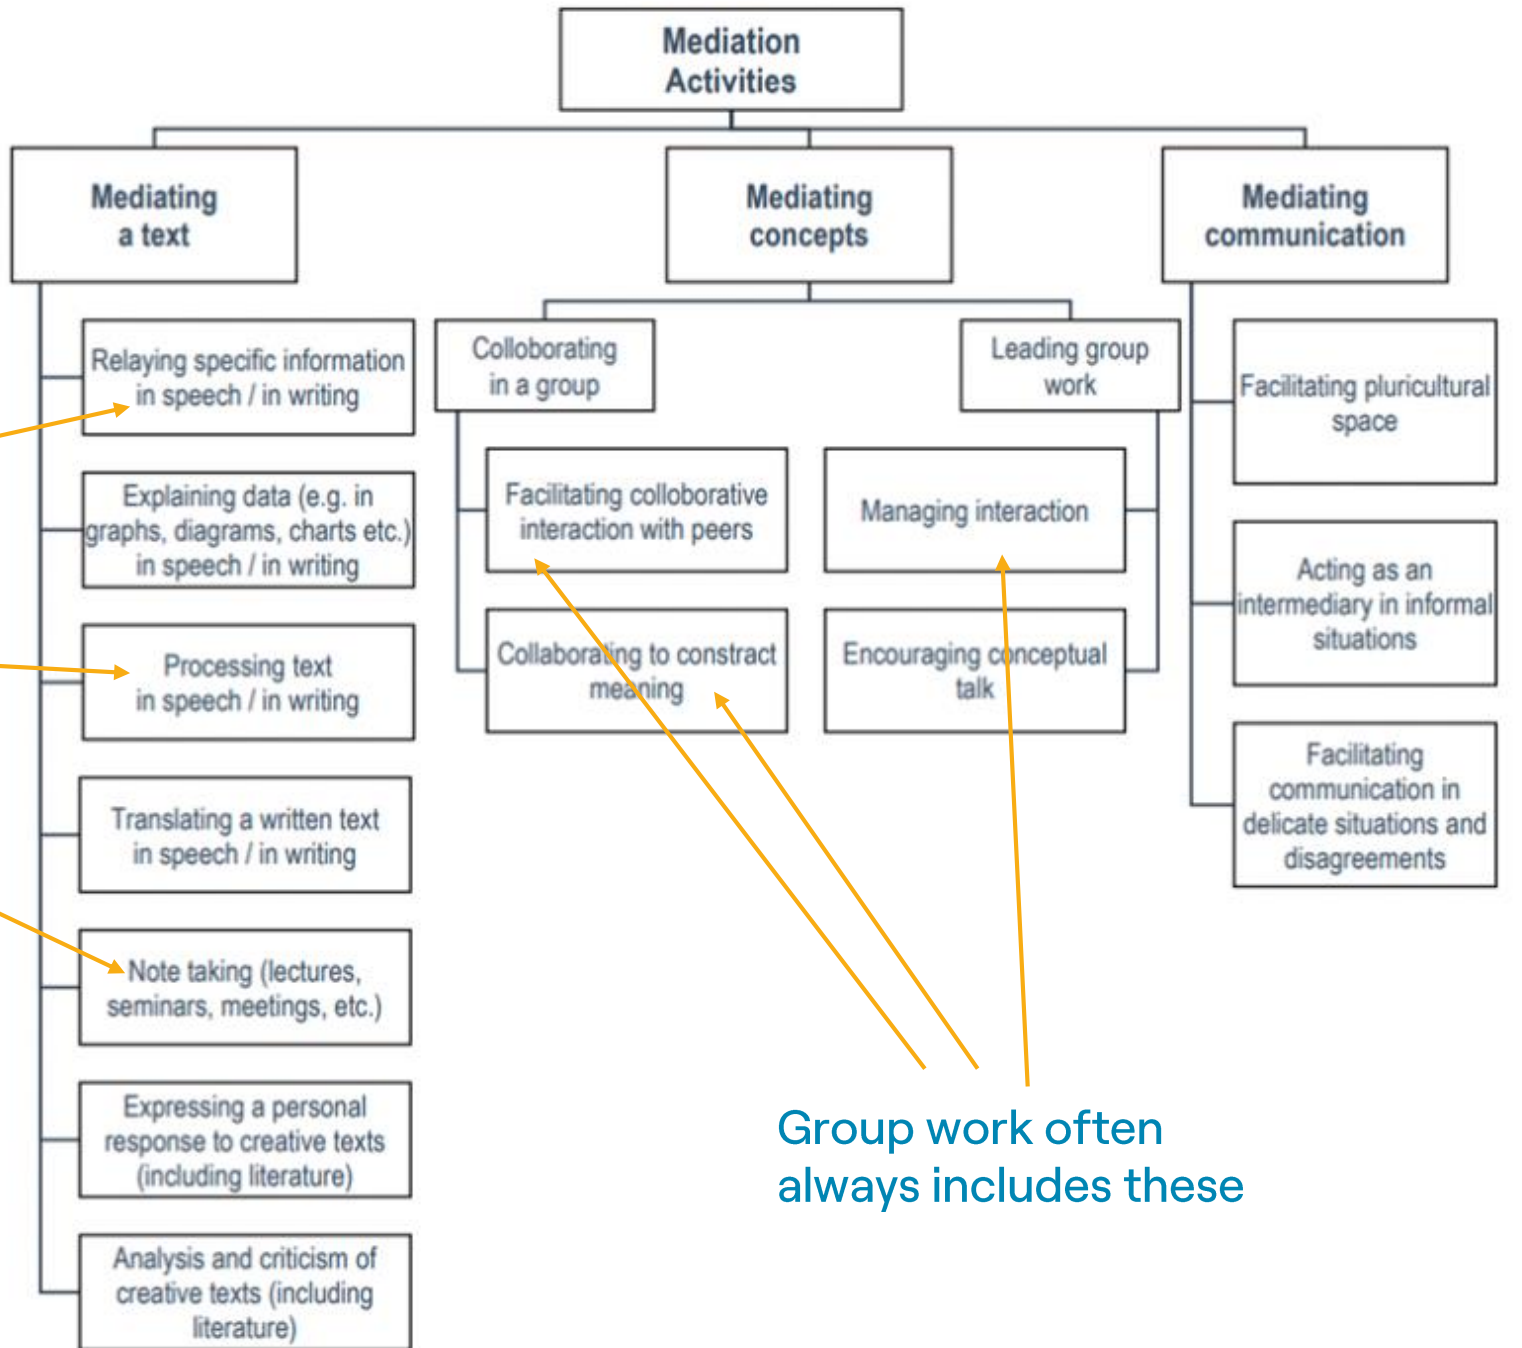 Mediation
Activities
Mediating
a text
Mediating
concepts
Mediating
communication
Relaying specific information
in speech / in writing
Explaining data (e.g. in
graphs, diagrams, charts etc.)
in speech / in writing
Processing text
in speech / in writing
Translating a written text
in speech / in writing
Note taking (lectures,
seminars, meetings, etc.)
Expressing a personal
response to creative texts
(including literature)
Analysis and criticism of
creative texts (including
literature)
Colloborating
in a group
Facilitating colloborative
interaction with peers
Collaborating to constract
meaning
Leading group
work
Managing interaction
Encouraging conceptual
talk
Facilitating pluricultural
space
Acting as an
intermediary in informal
situations
Facilitating
communication in
delicate situations and
disagreements
Group work often
always includes these